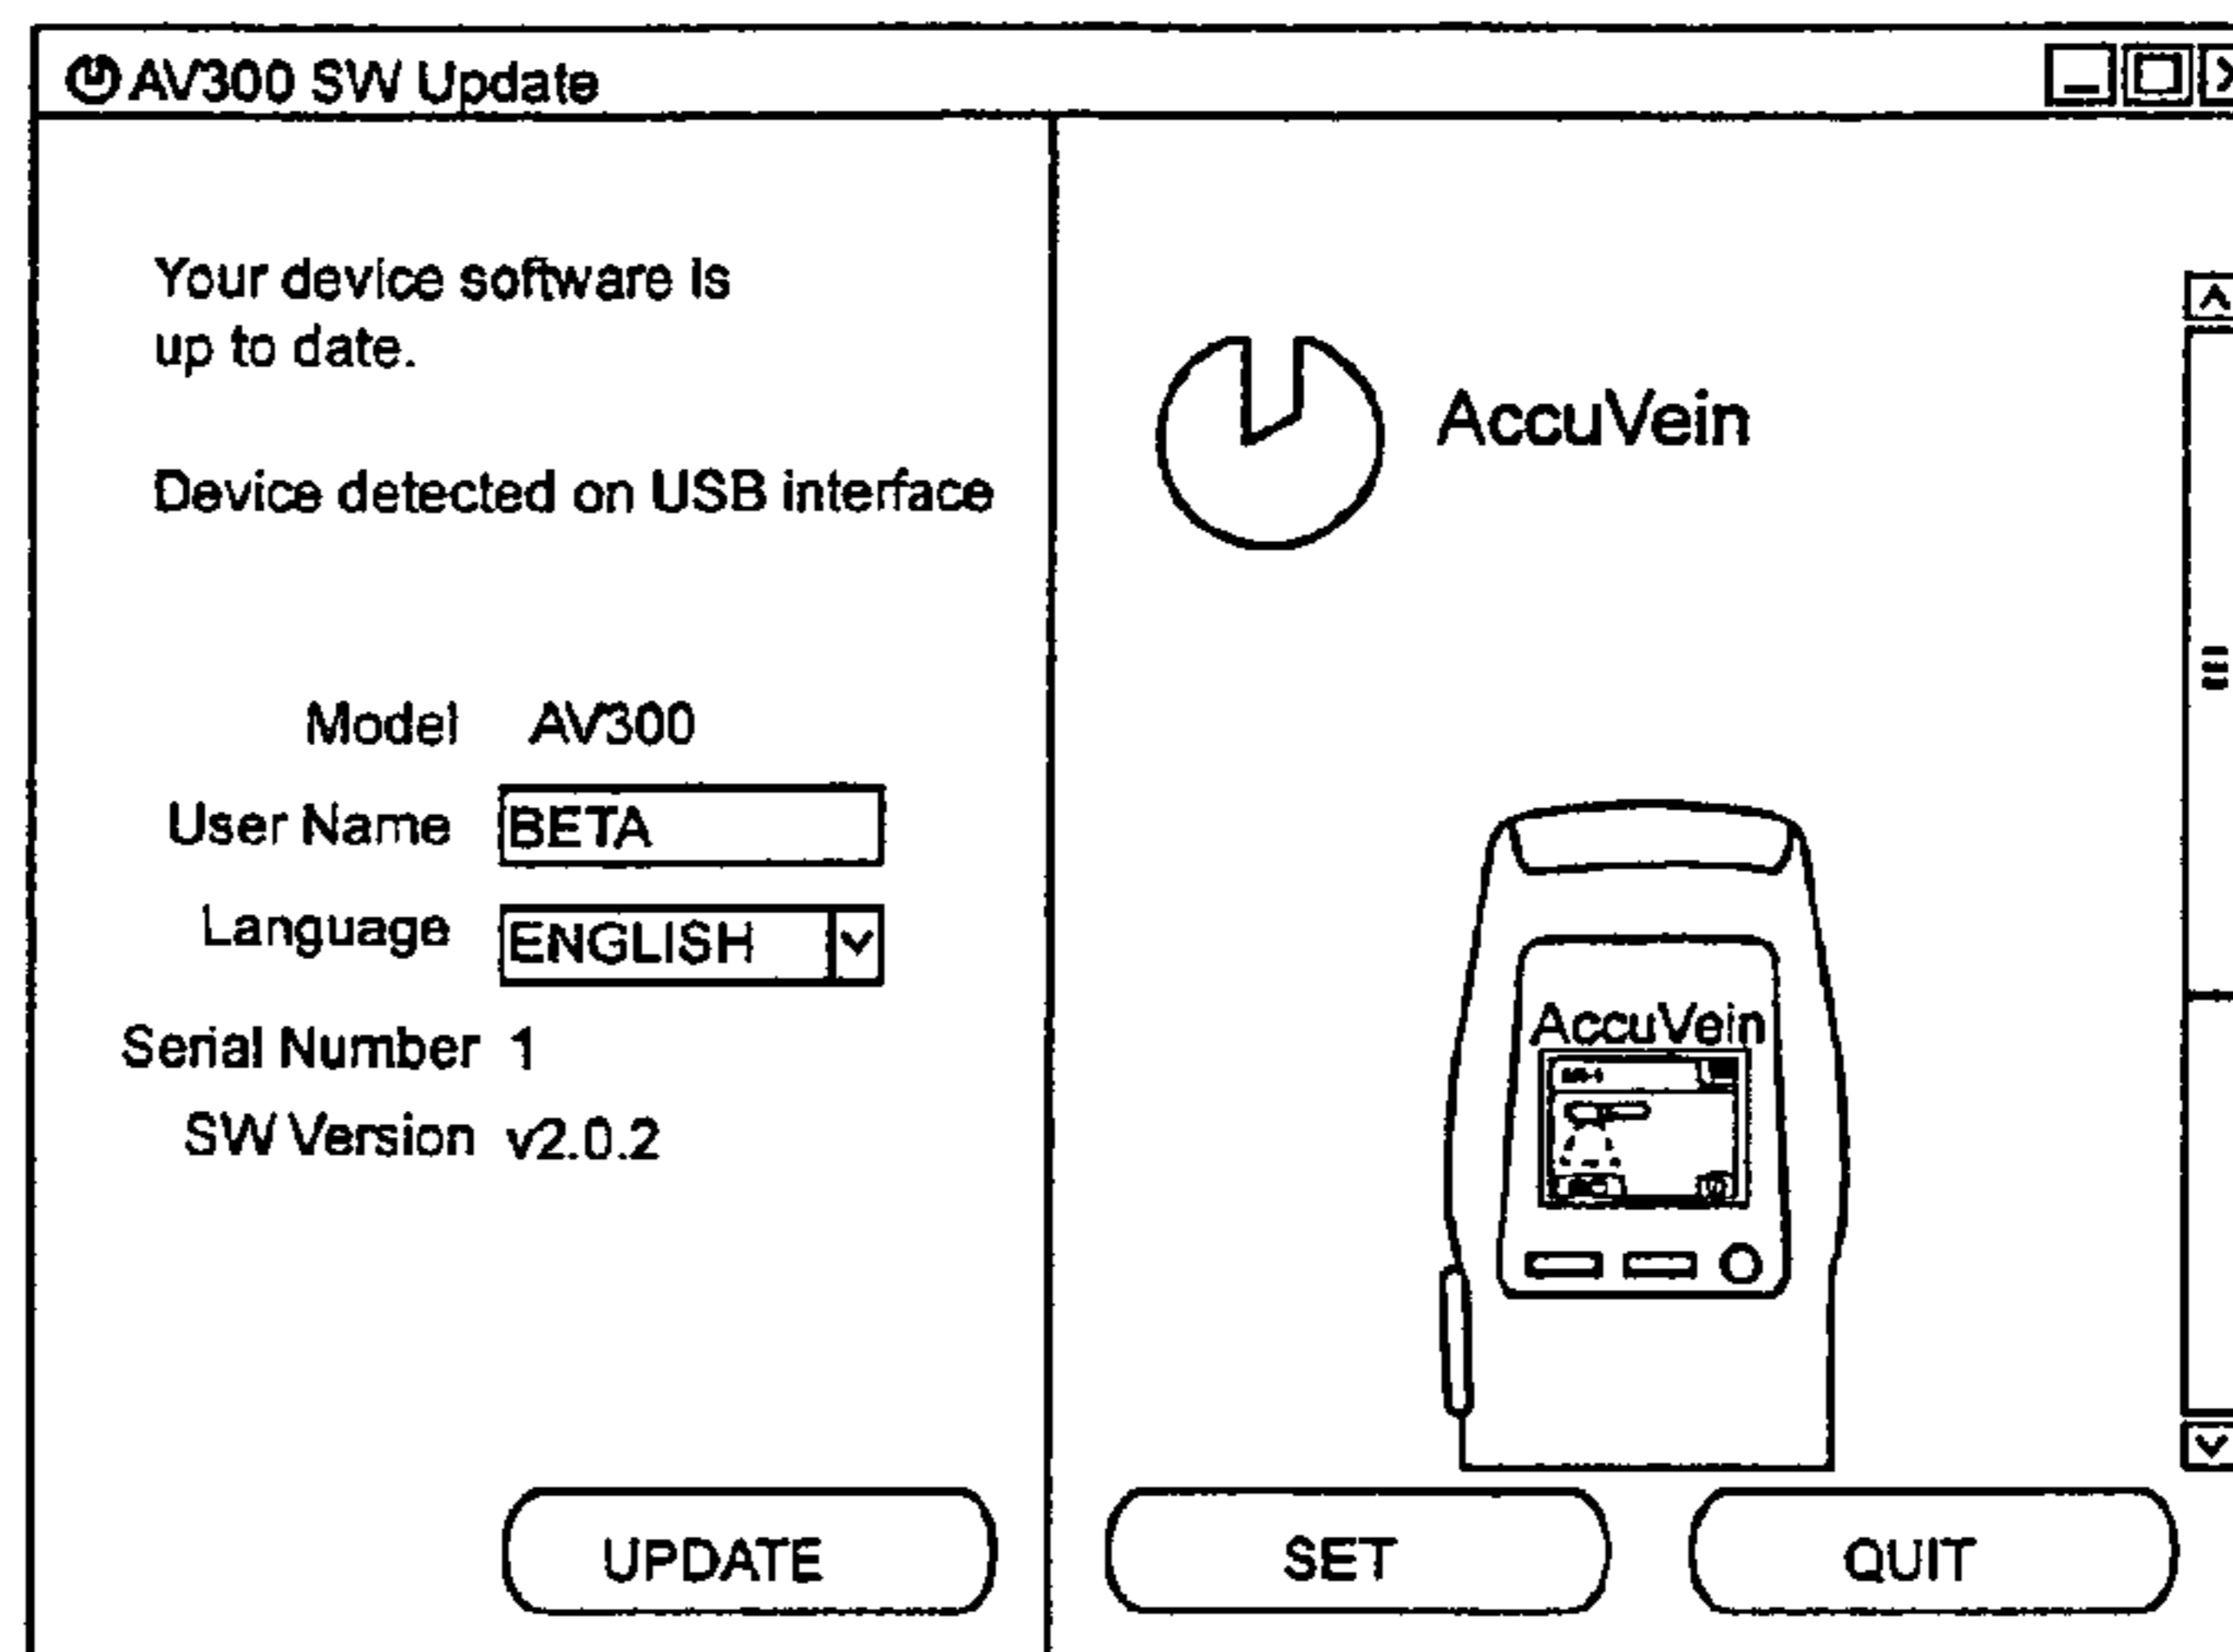 AV300 SW Update
Your device software is
up to date.
Device detected on USB interface
Model AV300
User Name BETA
Language ENGLISH
Serial Number 1
SW Version v2.0.2
UPDATE
AccuVein
AccuVein
SET
QUIT